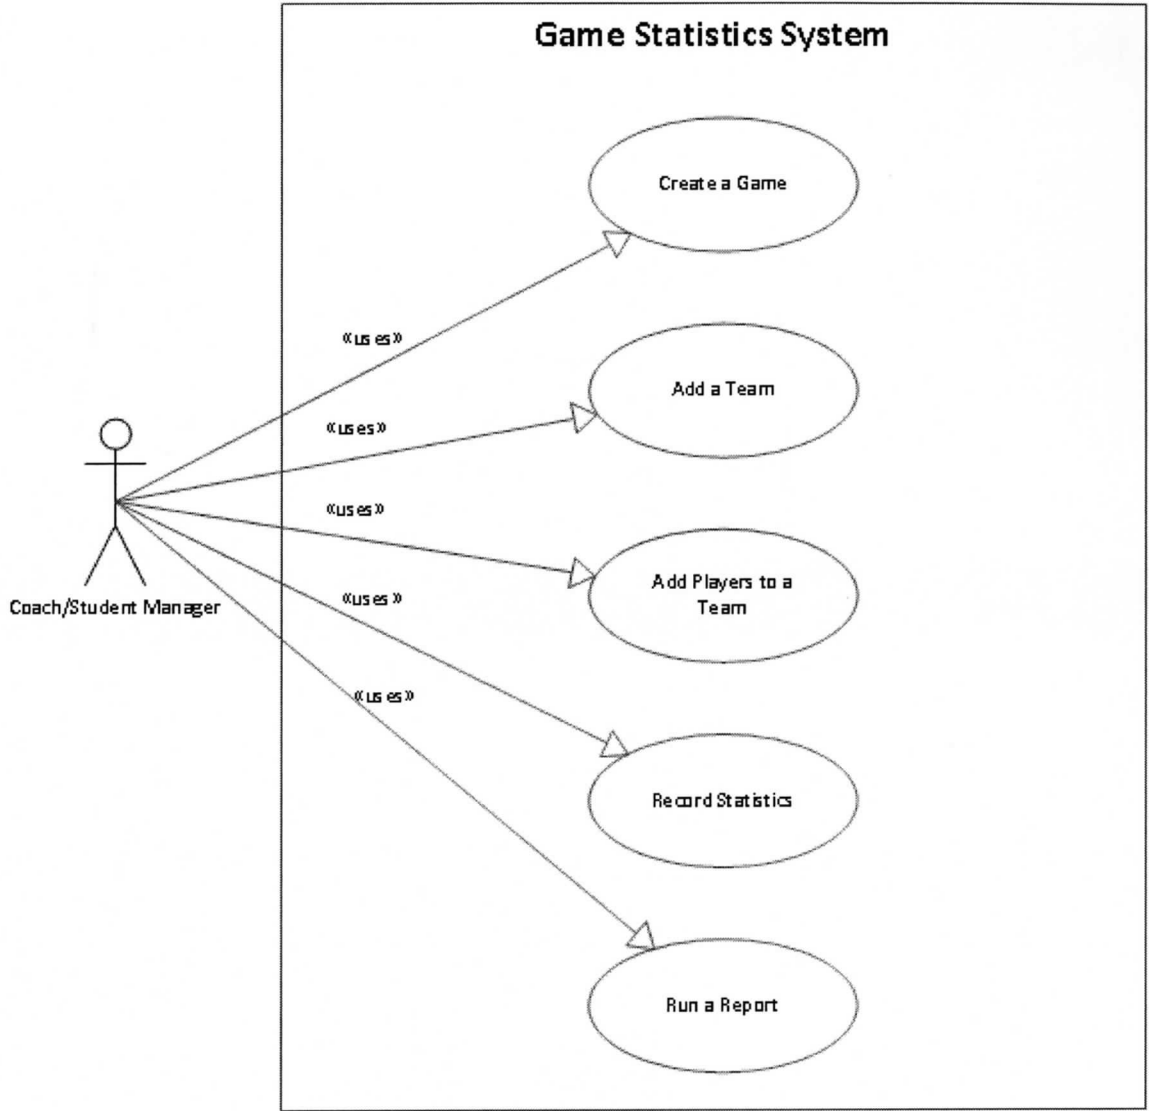 Game Statistics System
Create a Game
«uses»
Add a Team
«uses»
«uses»
Add Players to a
Team
«uses»
Coach/Student Manager
«uses»
Record Statistics
Run a Report